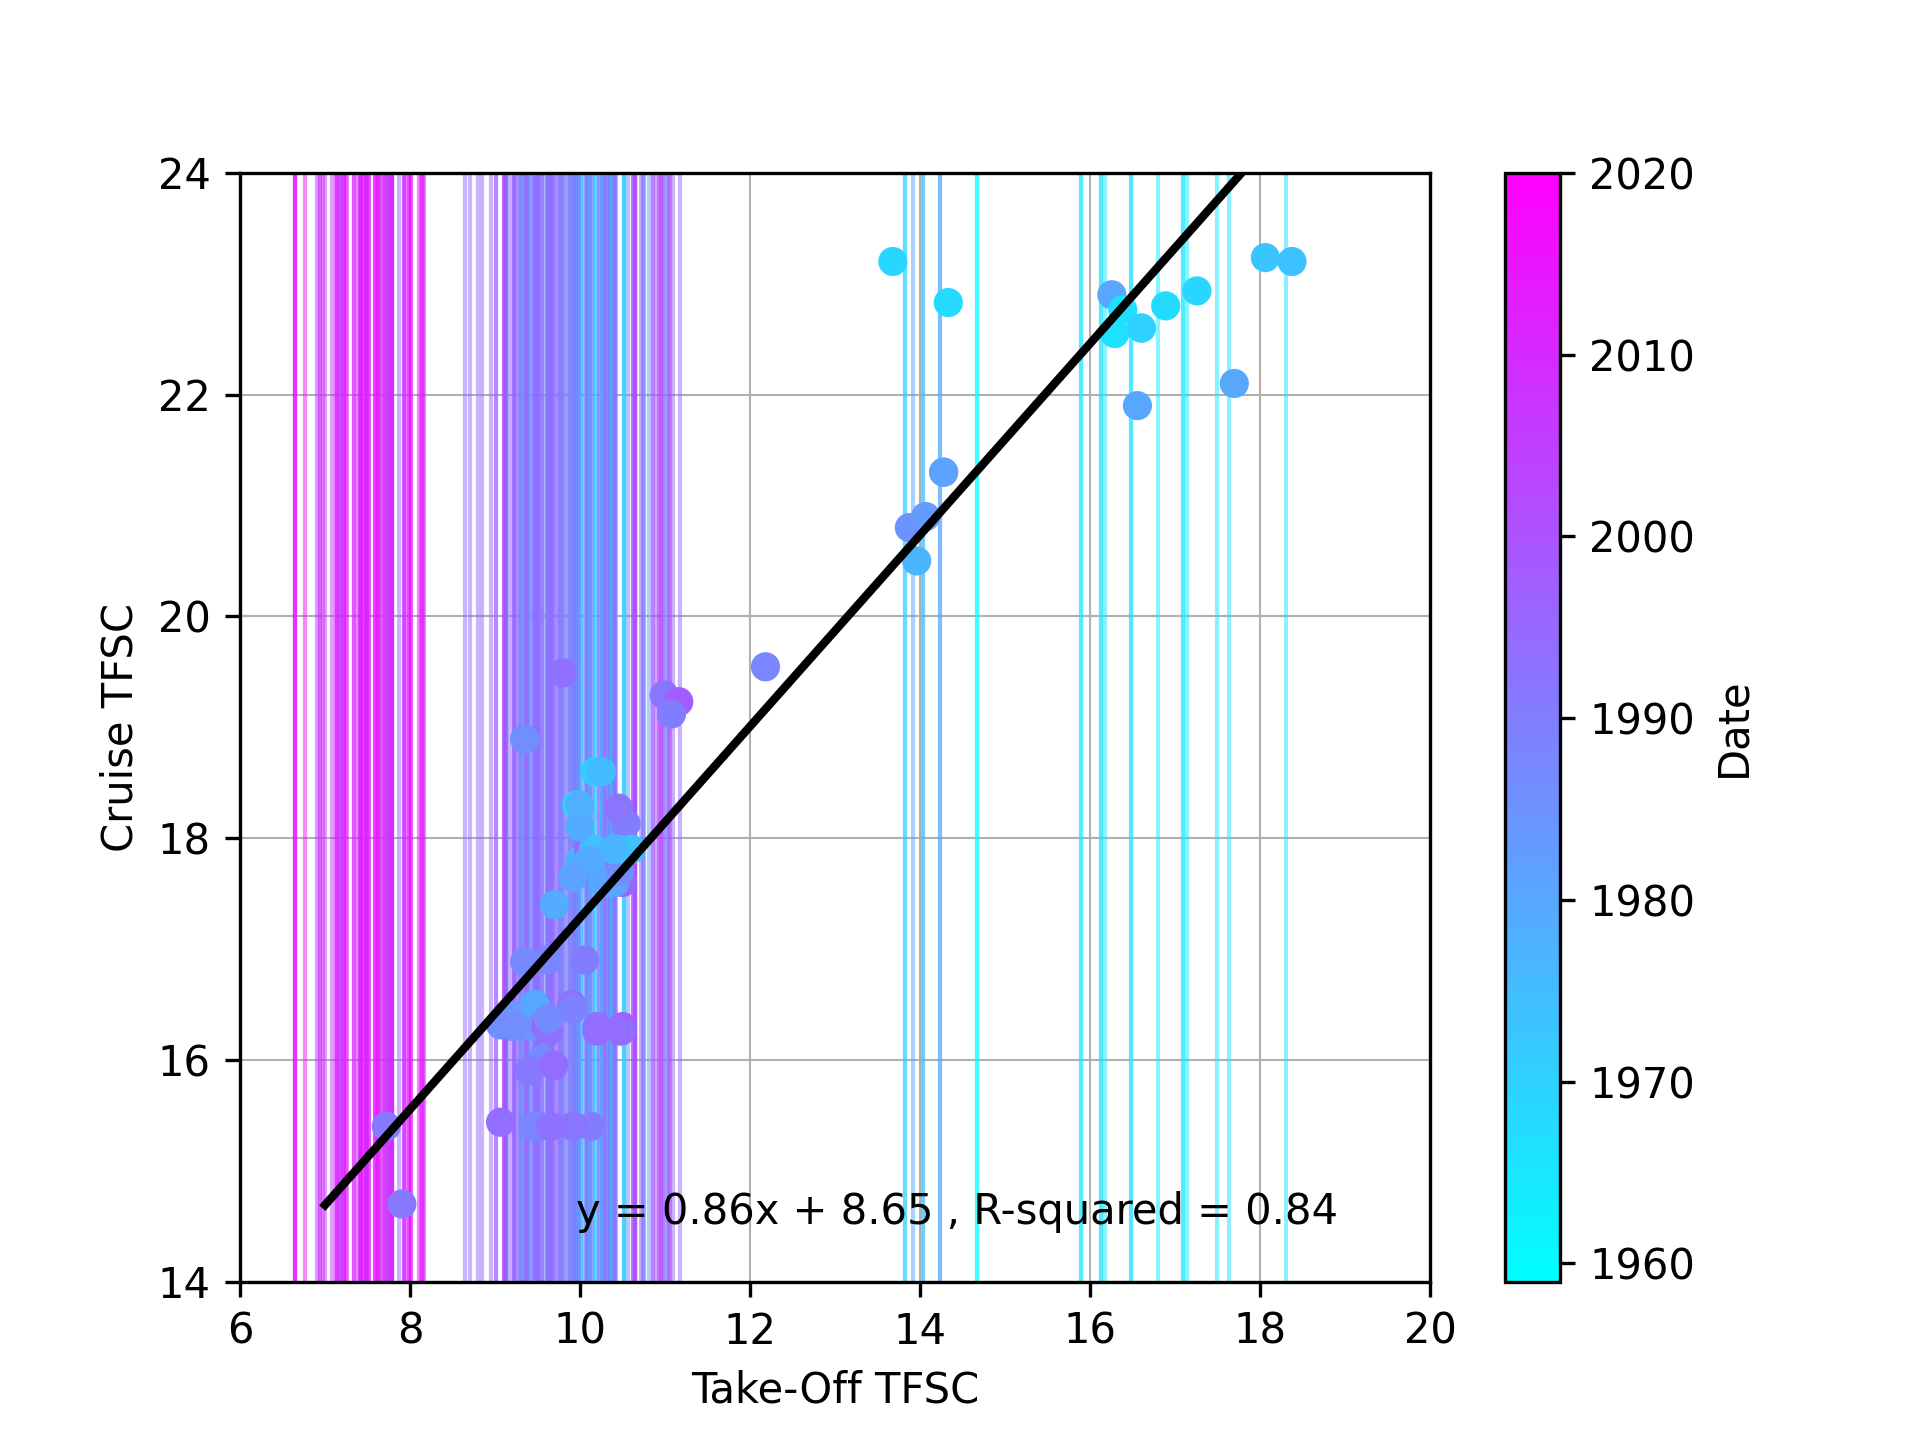 24
22
20
18
16
14
Cruise TFSC
6 8 10 12 14 16 18 20
Take-Off TFSC
y = 0.86x + 8.65 , R-squared = 0.84
2020
2010
2000
1990
1980
1970
1960
Date